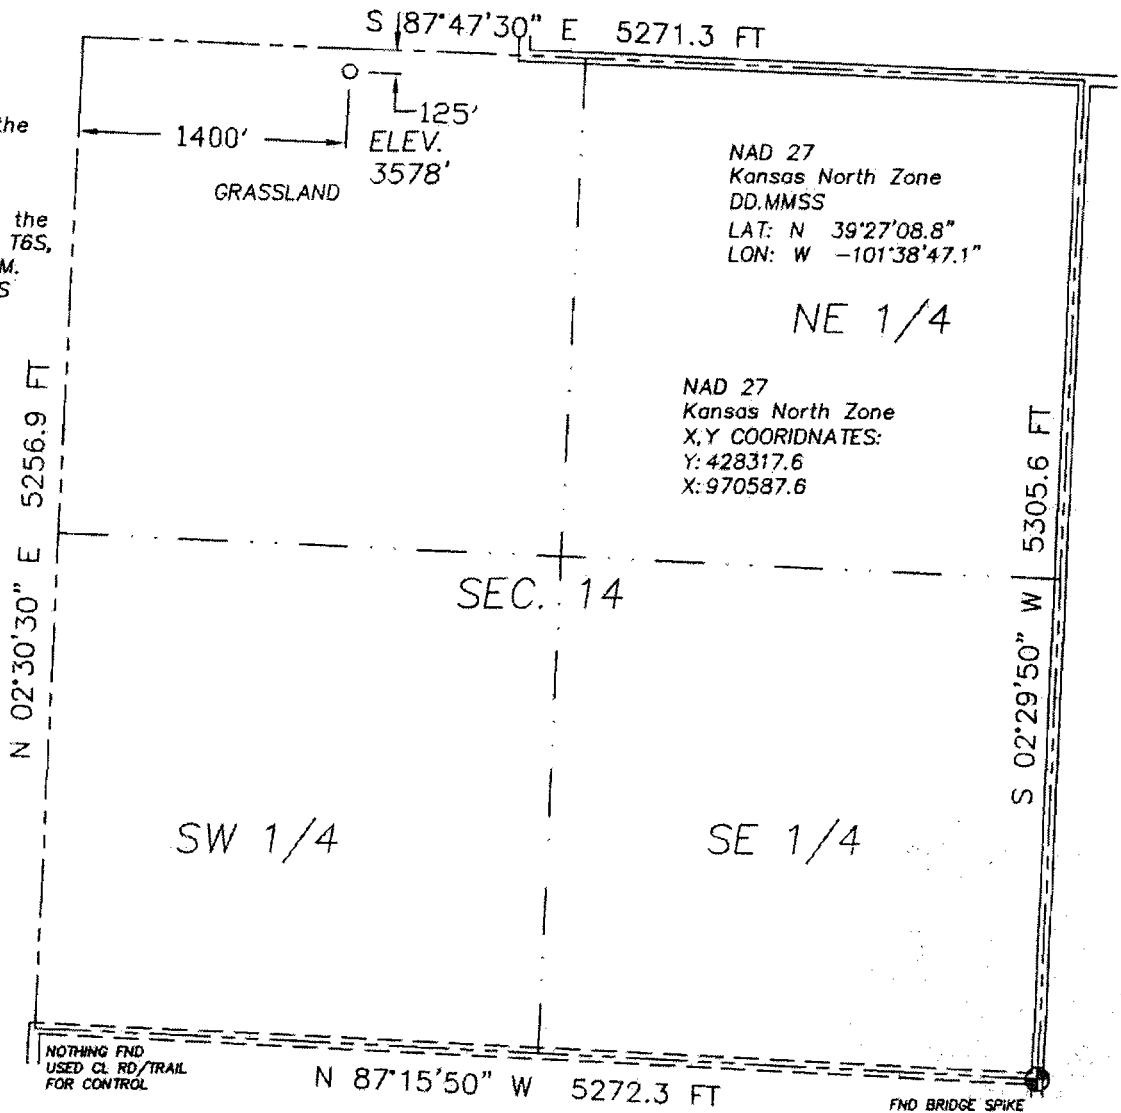 S 87°47'30" E 5271.3 FT
the
125'
1400'
ELEV.
3578'
GRASSLAND
NAD 27
Kansas North Zone
DD.MMSS
LAT: N 39°27'08.8"
LON: W -101°38'47.1"
the
T6S,
M.
S
NE 1/4
NAD 27
Kansas North Zone
X,Y COORIDNATES:
Y: 428317.6
X: 970587.6
N 02°30'30" E 5256.9 FT
S 02°29'50" W 5305.6 FT
SEC. 14
SW 1/4
SE 1/4
NOTHING FND
USED CL RD/TRAIL
FOR CONTROL
N 87°15'50" W 5272.3 FT
FND BRIDGE SPIKE